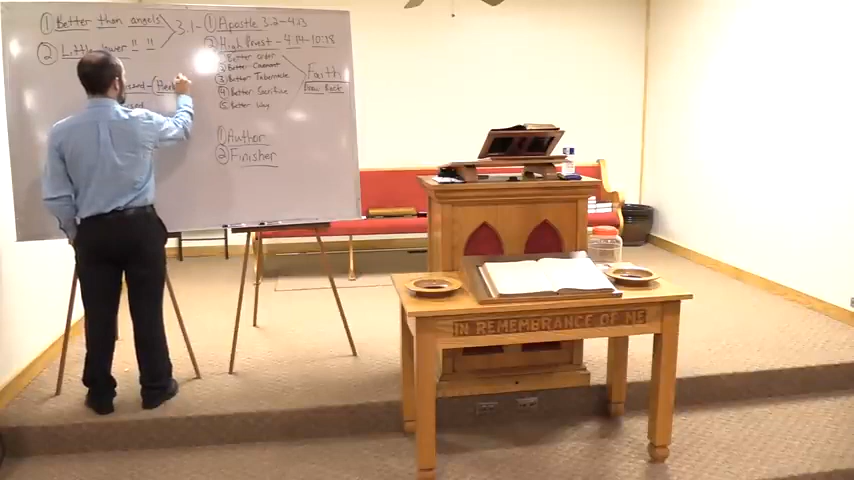 ① Better than angels
② Little lower " "
3:1-
① Apostle 3:2-4:13
② High Priest - 4:14-10:18
① Better order
② Better Covenant
③ Better Tabernacle
④ Better Sacrifice
⑤ Better Way
Faith
Draw Back
① Author
② Finisher
IN REMEMBRANCE OF ME